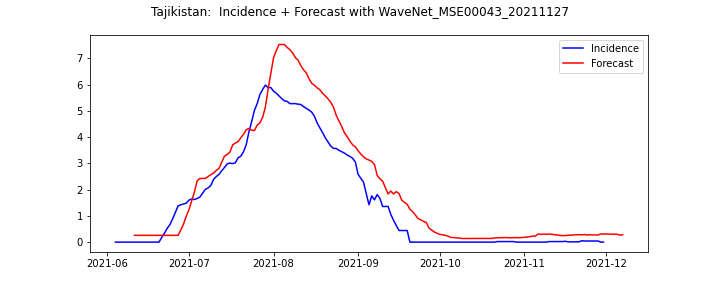 Tajikistan:  Incidence + Forecast with WaveNet_MSE00043_20211127
Incidence
Forecast
7
6
5
4
3
2
1
0
2021-06 2021-07 2021-08 2021-09 2021-10 2021-11 2021-12